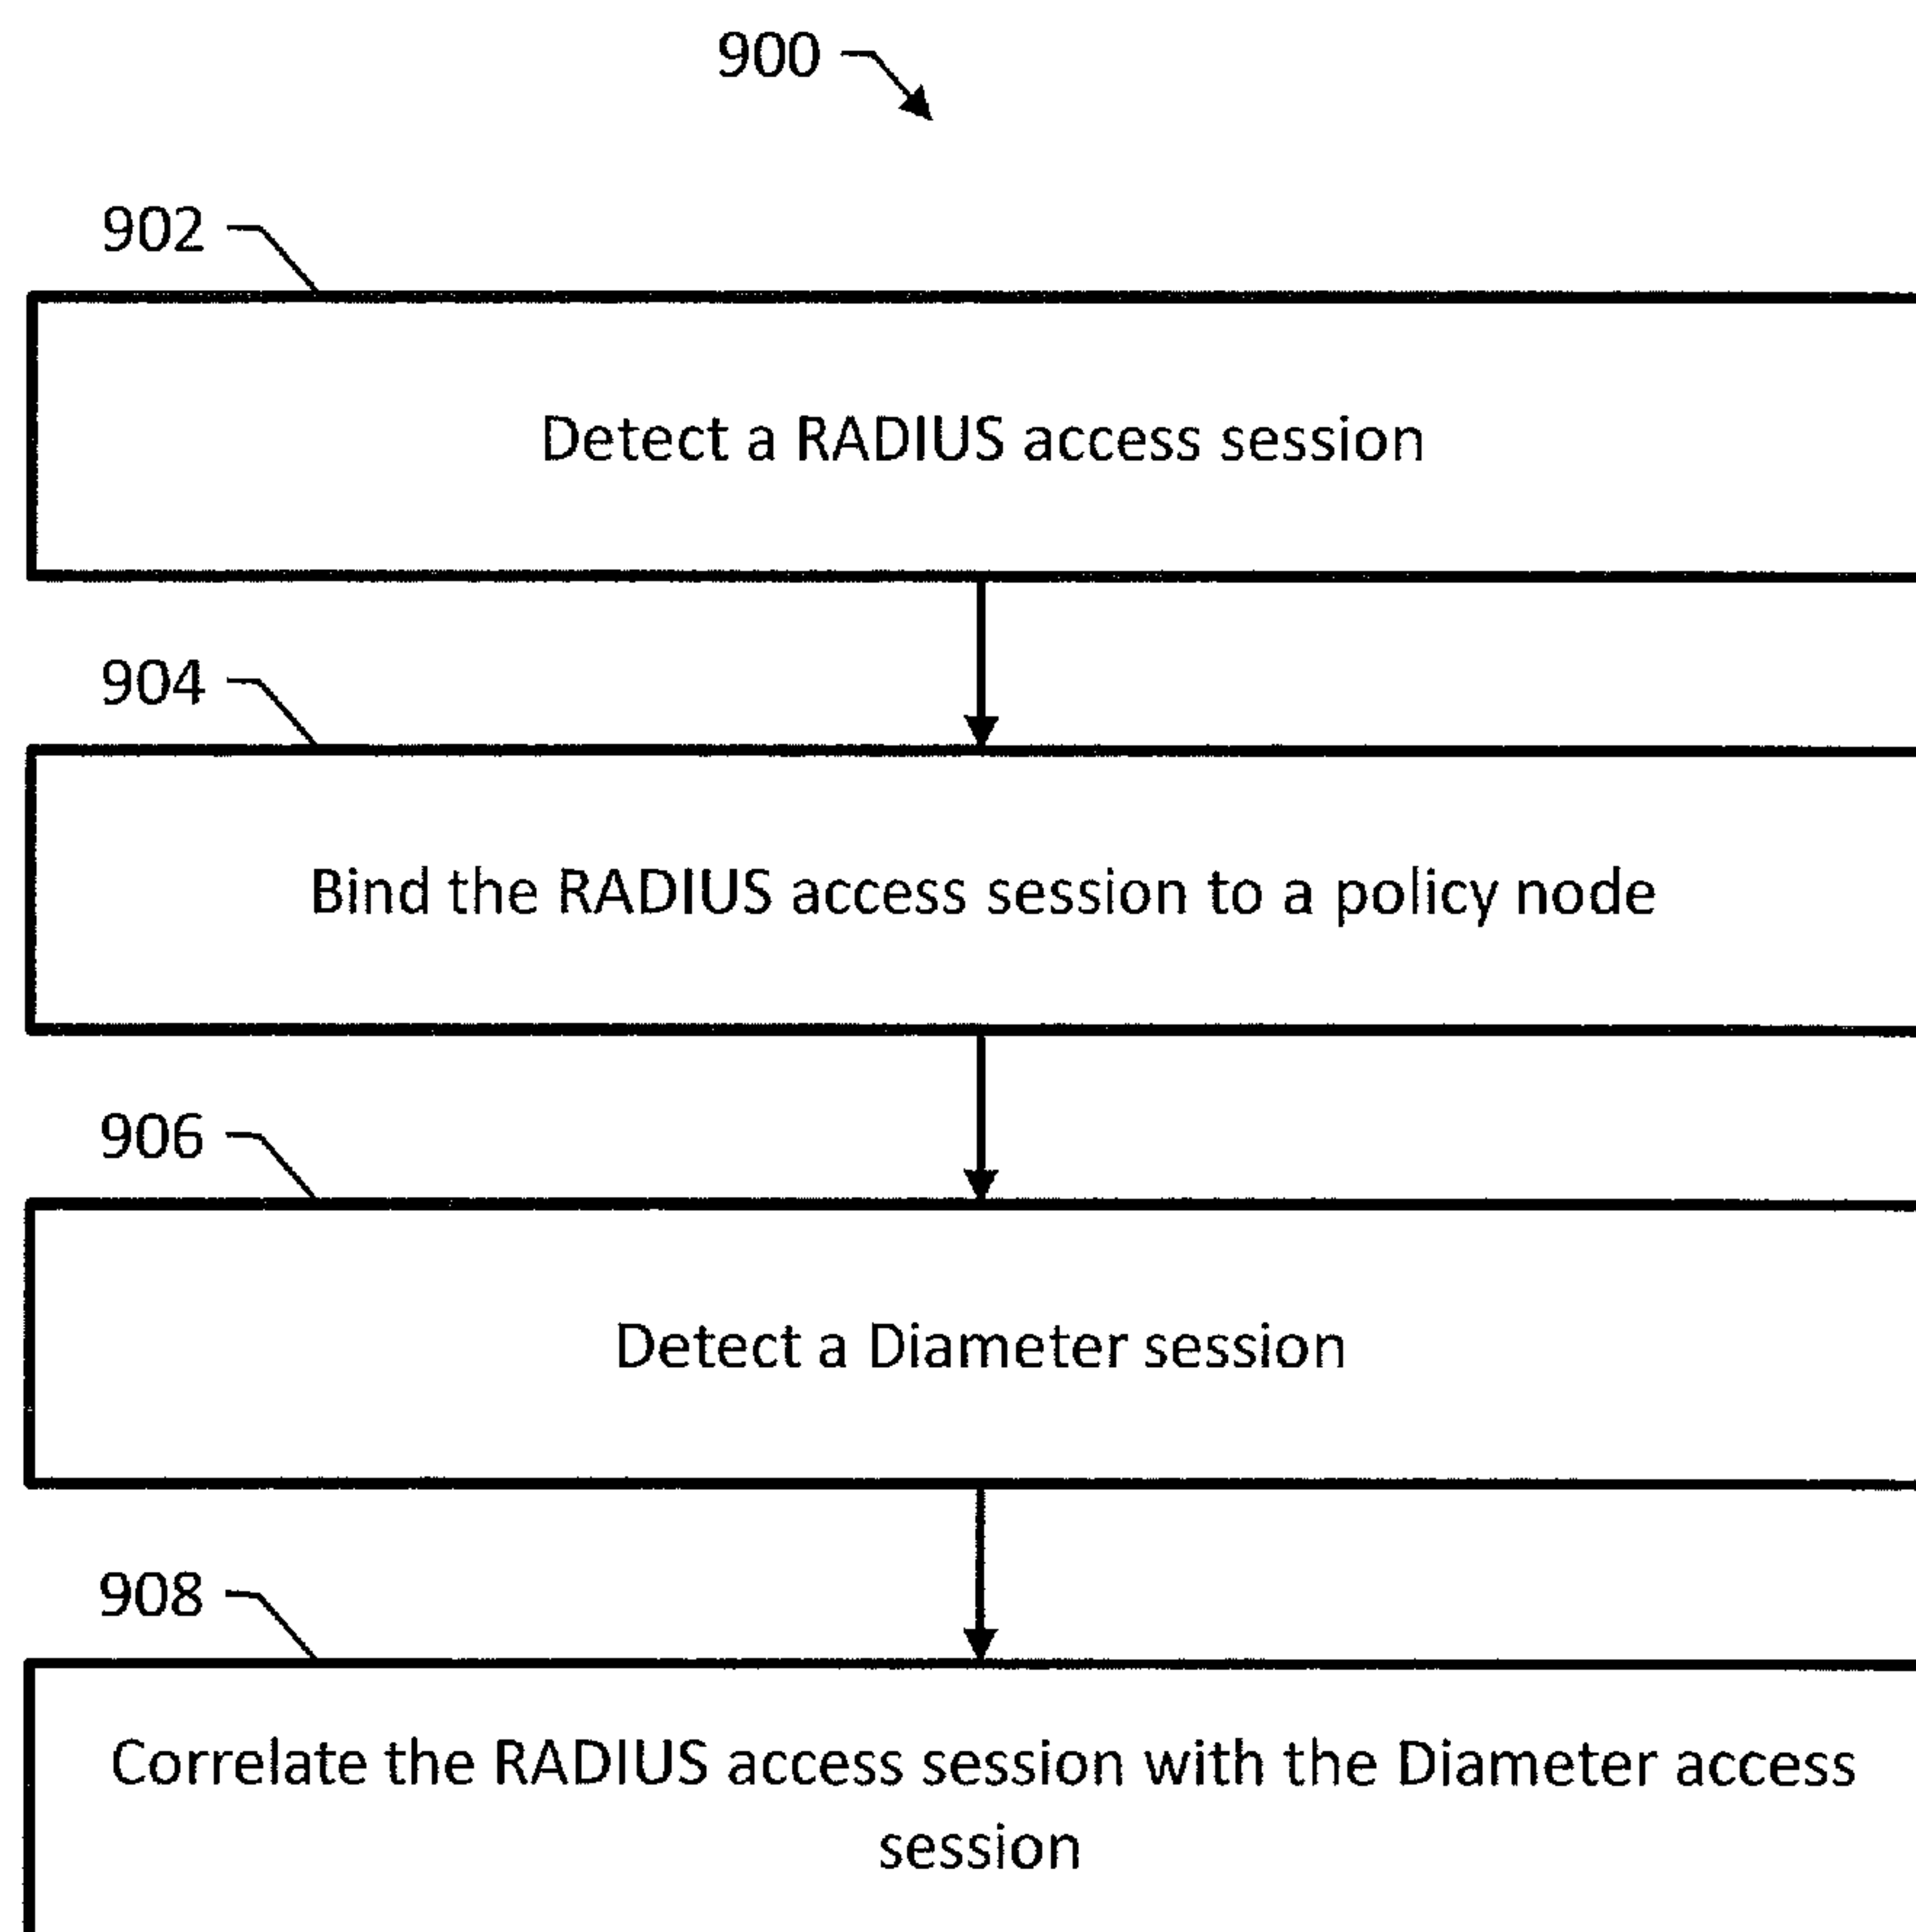 900
902
Detect a RADIUS access session
904
Bind the RADIUS access session to a policy node
906
Detect a Diameter session
908
Correlate the RADIUS access session with the Diameter access
session